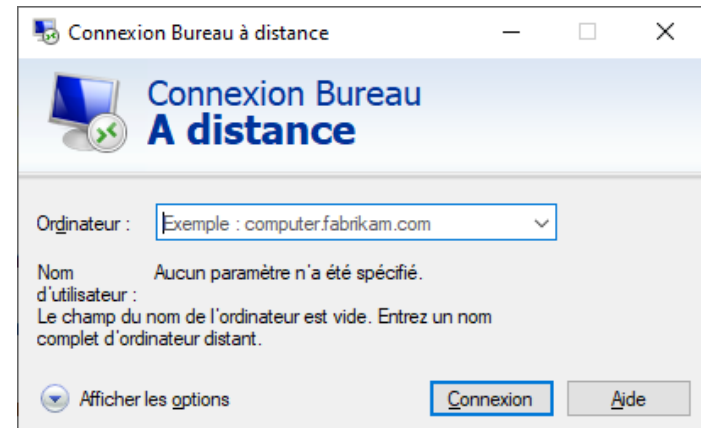 Connexion Bureau à distance
Connexion Bureau
A distance
Ordinateur :
Exemple : computer.fabrikam.com
Nom
d'utilisateur :
Aucun paramètre n'a été spécifié.
Le champ du nom de l'ordinateur est vide. Entrez un nom
complet d'ordinateur distant.
Afficher les options
Connexion
Aide